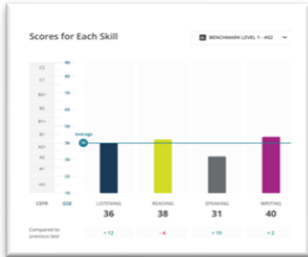 Scores for Each Skill
BENCHMARK LEVEL 1 - #02
C2
C1
B2+
B2
B1+
B1
A2+
A2
A1
<A1
90
80
70
60
50
40
30
20
10
Average
CEFR
GSE
LISTENING
READING
SPEAKING
WRITING
36
38
31
40
Compared to
previous test
+ 12
- 4
+ 2